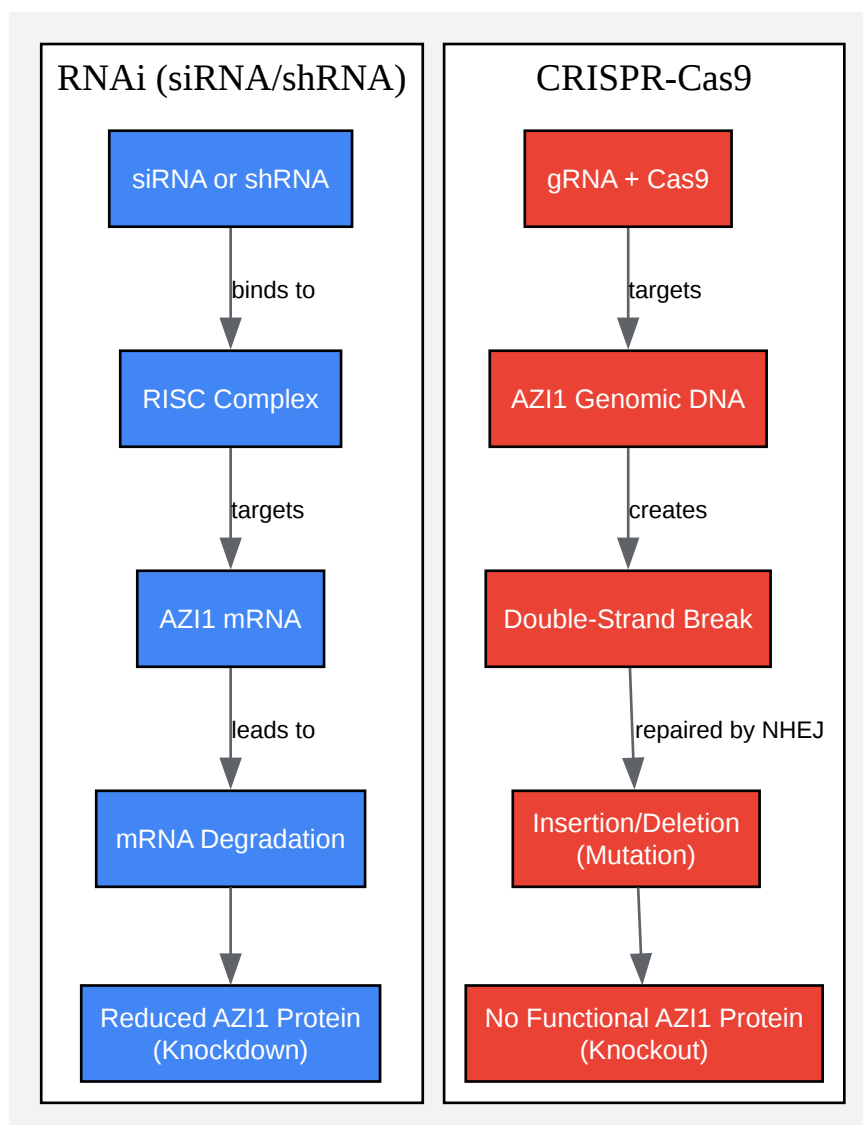 RNAi (siRNA/shRNA)
siRNA or shRNA
binds to
RISC Complex
targets
AZI1 mRNA
leads to
mRNA Degradation
Reduced AZI1 Protein
(Knockdown)
CRISPR-Cas9
gRNA + Cas9
targets
AZI1 Genomic DNA
creates
Double-Strand Break
repaired by NHEJ
Insertion/Deletion
(Mutation)
No Functional AZI1 Protein
(Knockout)